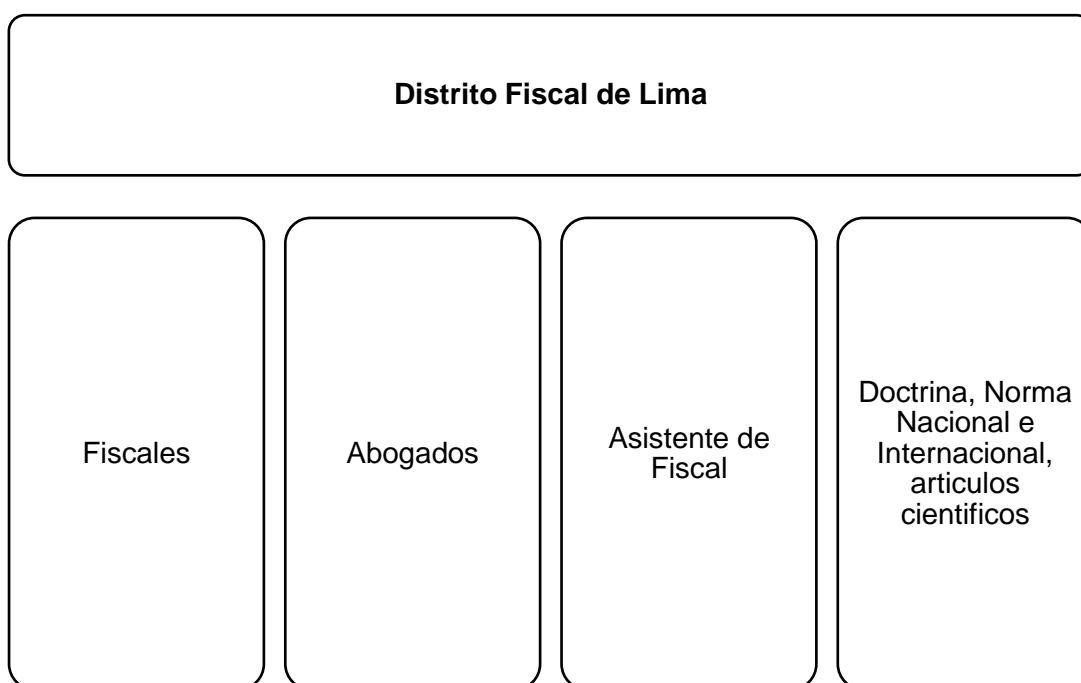 Distrito Fiscal de Lima
Fiscales
Abogados
Asistente de
Fiscal
Doctrina, Norma
Nacional e
Internacional,
articulos
cientificos